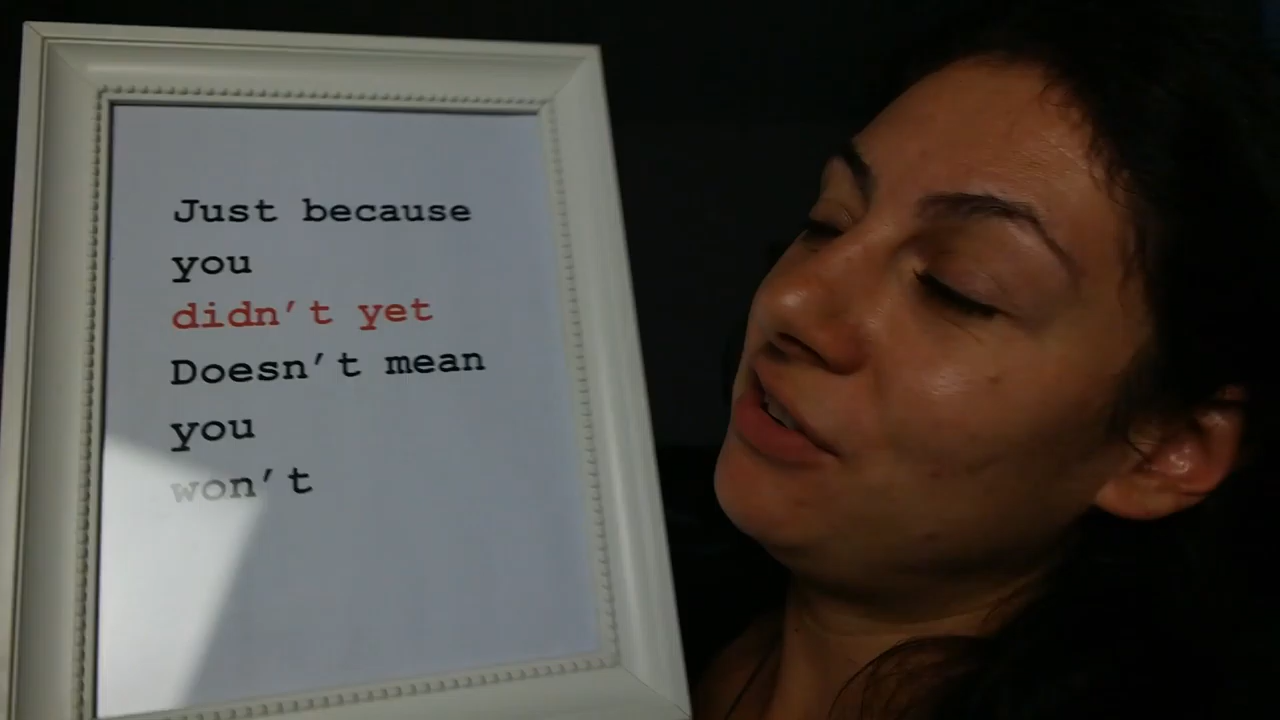 Just because
you
didn’t yet
Doesn’t mean
you
won’t